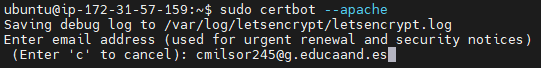 ubuntu@ip-172-31-57-159:~$ sudo certbot --apache
Saving debug log to /var/log/letsencrypt/letsencrypt.log
Enter email address (used for urgent renewal and security notices)
 (Enter 'c' to cancel): cmilsor245@g.educaand.es